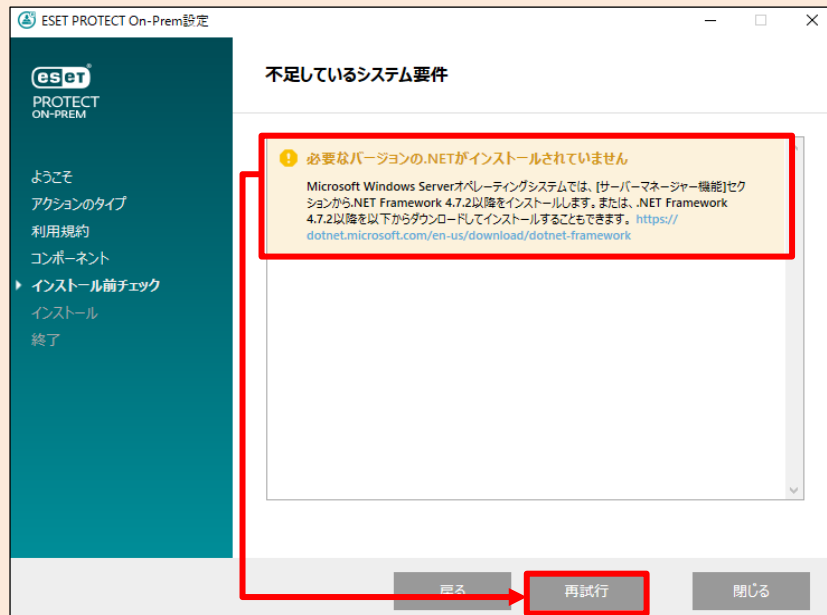 ESET PROTECT On-Prem設定
eset
PROTECT
ON-PREM
ようこそ
アクションのタイプ
利用規約
コンポーネント
インストール前チェック
インストール
終了
不足しているシステム要件
必要なバージョンの.NETがインストールされていません
Microsoft Windows Serverオペレーティングシステムでは、[サーバーマネージャー機能]セク
ションから.NET Framework 4.7.2以降をインストールします。または、.NET Framework
4.7.2以降を以下からダウンロードしてインストールすることもできます。 https://
dotnet.microsoft.com/en-us/download/dotnet-framework
戻る
再試行
閉じる